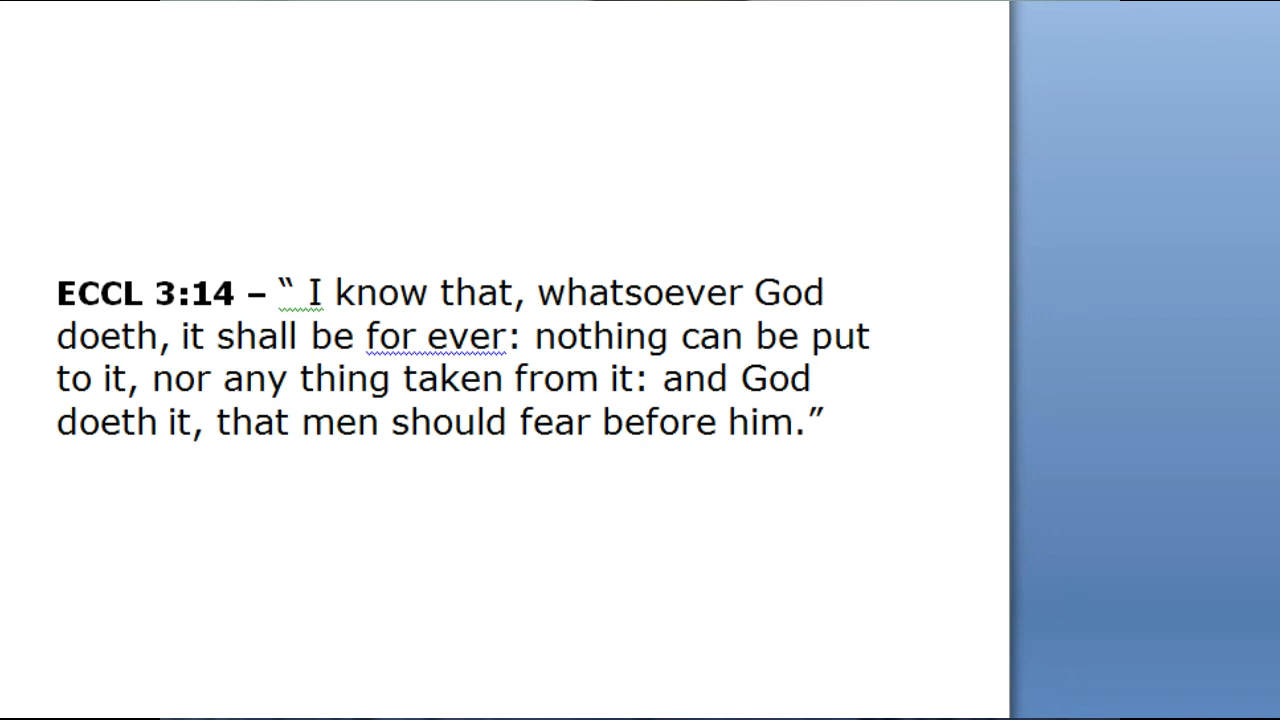 ECCL 3:14 – “ I know that, whatsoever God
doeth, it shall be for ever: nothing can be put
to it, nor any thing taken from it: and God
doeth it, that men should fear before him.”